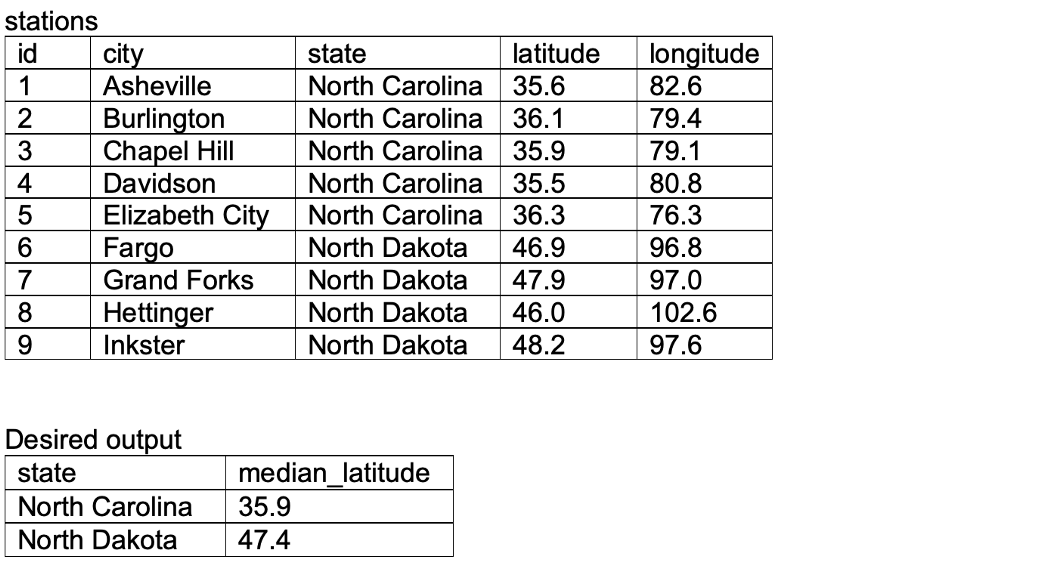 stations
id city state latitude longitude
1 Asheville North Carolina 35.6 82.6
2 Burlington North Carolina 36.1 79.4
3 Chapel Hill North Carolina 35.9 79.1
4 Davidson North Carolina 35.5 80.8
5 Elizabeth City North Carolina 36.3 76.3
6 Fargo North Dakota 46.9 96.8
7 Grand Forks North Dakota 47.9 97.0
8 Hettinger North Dakota 46.0 102.6
9 Inkster North Dakota 48.2 97.6
Desired output
state median_latitude
North Carolina 35.9
North Dakota 47.4